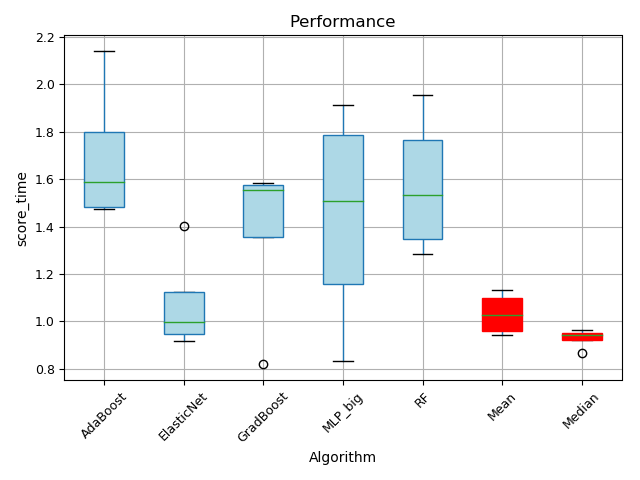 Performance
score_time
2.2
2.0
1.8
1.6
1.4
1.2
1.0
0.8
AdaBoost
ElasticNet
GradBoost
MLP_big
RF
Mean
Median
Algorithm